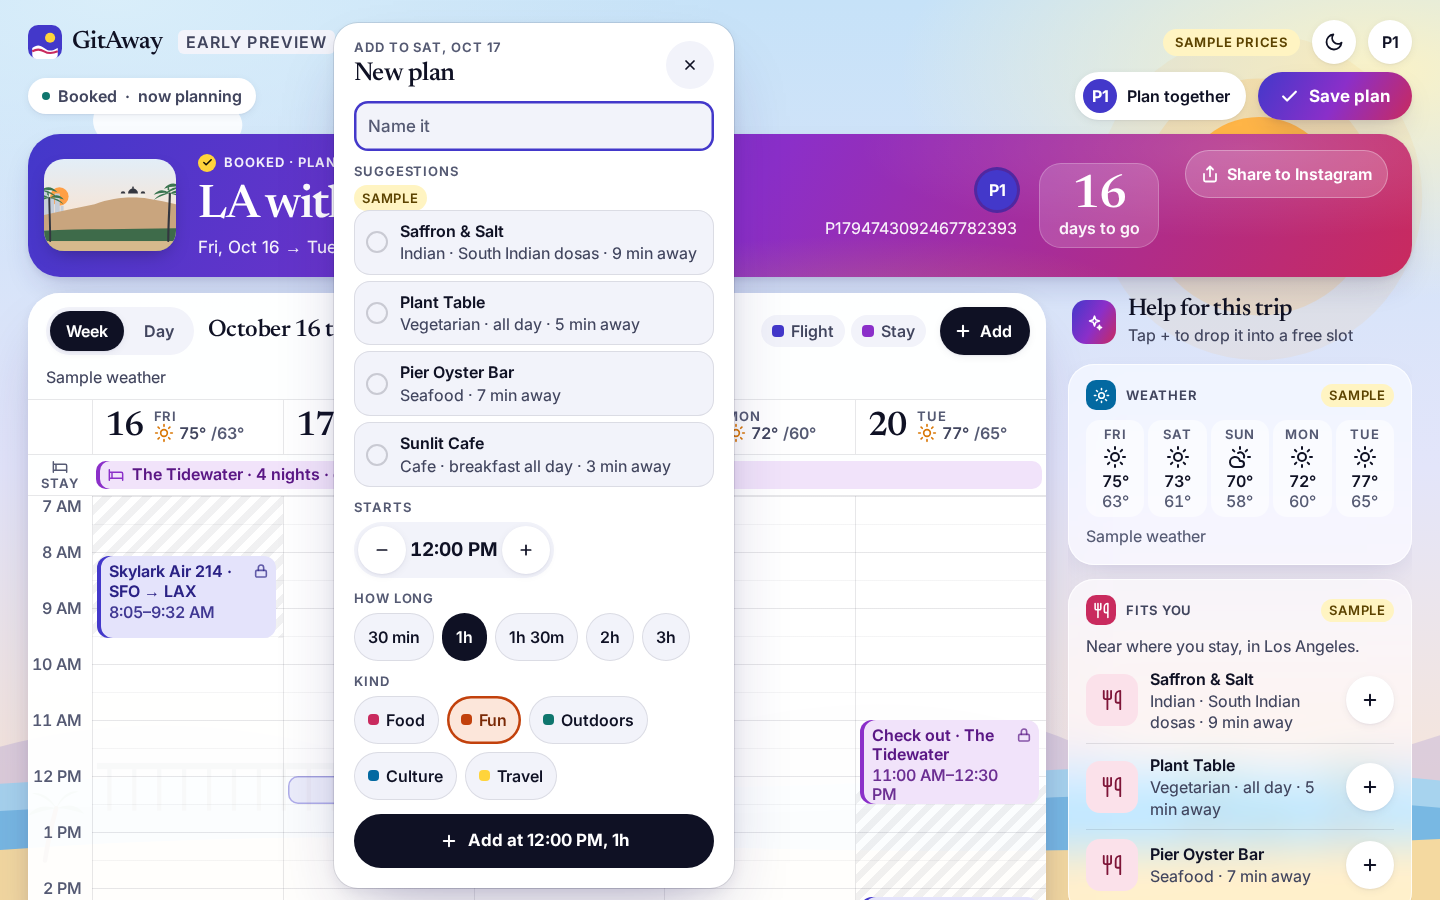 GitAway
EARLY PREVIEW
SAMPLE PRICES
P1
Booked · now planning
P1
Plan together
Save plan
BOOKED · PLAN
LA with
Fri, Oct 16 → Tue
P1
P1794743092467782393
16
days to go
Share to Instagram
ADD TO SAT, OCT 17
New plan
Name it
SUGGESTIONS
SAMPLE
Saffron & Salt
Indian · South Indian dosas · 9 min away
Plant Table
Vegetarian · all day · 5 min away
Pier Oyster Bar
Seafood · 7 min away
Sunlit Cafe
Cafe · breakfast all day · 3 min away
STARTS
− 12:00 PM +
HOW LONG
30 min
1h
1h 30m
2h
3h
KIND
Food
Fun
Outdoors
Culture
Travel
+ Add at 12:00 PM, 1h
Week
Day
October 16 t
Flight
Stay
+ Add
Sample weather
16
FRI
75° /63°
17
MON
72° /60°
20
TUE
77° /65°
STAY
The Tidewater · 4 nights ·
7 AM
8 AM
9 AM
10 AM
11 AM
12 PM
1 PM
2 PM
Skylark Air 214 ·
SFO → LAX
8:05–9:32 AM
Check out · The
Tidewater
11:00 AM–12:30
PM
Help for this trip
Tap + to drop it into a free slot
WEATHER
SAMPLE
FRI
75°
63°
SAT
73°
61°
SUN
70°
58°
MON
72°
60°
TUE
77°
65°
Sample weather
FITS YOU
SAMPLE
Near where you stay, in Los Angeles.
Saffron & Salt
Indian · South Indian
dosas · 9 min away
+
Plant Table
Vegetarian · all day · 5
min away
+
Pier Oyster Bar
Seafood · 7 min away
+